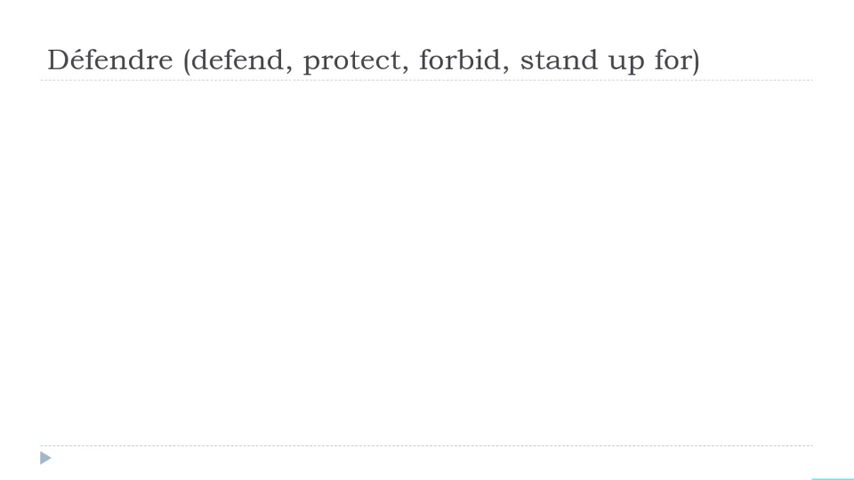 Défendre (defend, protect, forbid, stand up for)